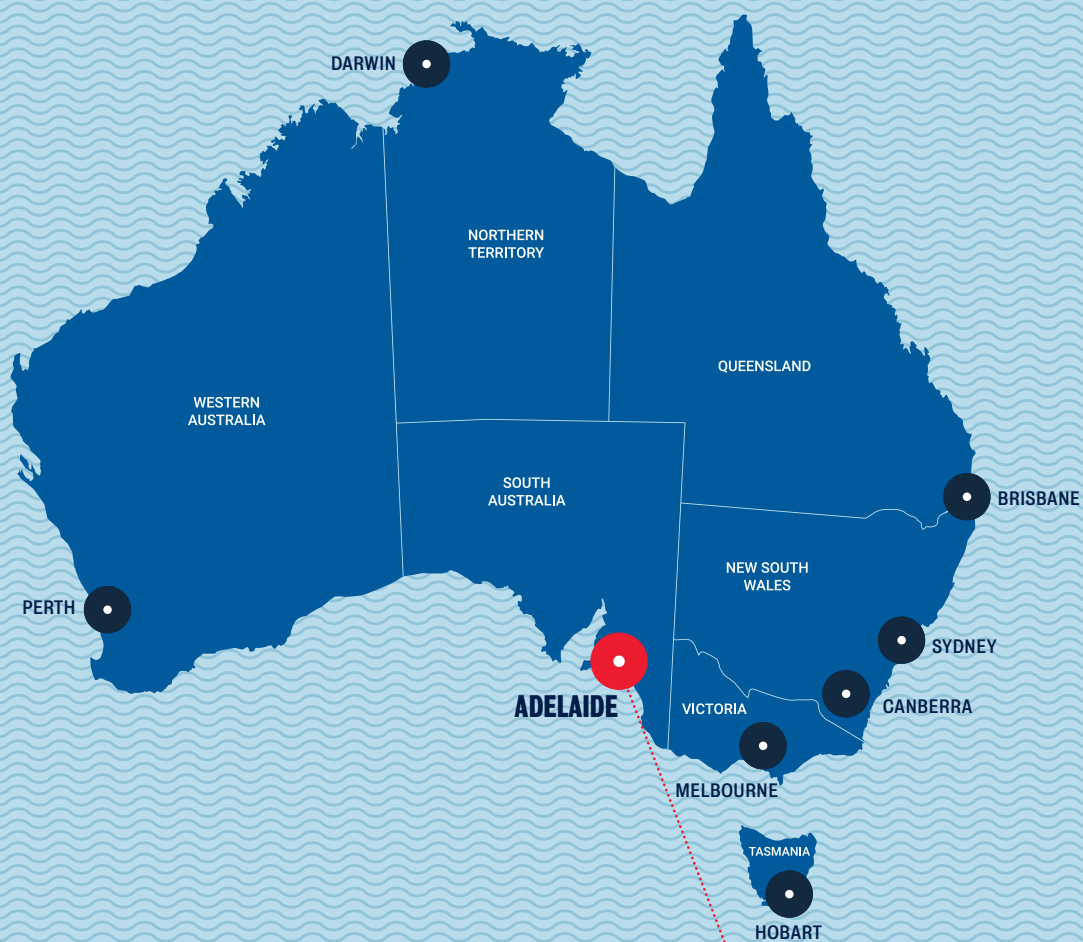 DARWIN
NORTHERN
TERRITORY
QUEENSLAND
WESTERN
AUSTRALIA
SOUTH
AUSTRALIA
BRISBANE
NEW SOUTH
WALES
PERTH
SYDNEY
ADELAIDE
VICTORIA
CANBERRA
MELBOURNE
TASMANIA
HOBART